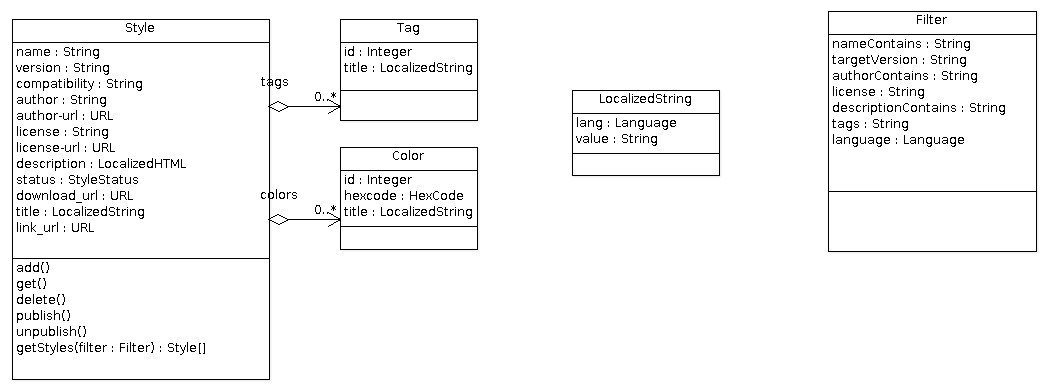 Style
name : String
version : String
compatibility : String
author : String
author-url : URL
license : String
license-url : URL
description : LocalizedHTML
status : StyleStatus
download_url : URL
title : LocalizedString
link_url : URL
add()
get()
delete()
publish()
unpublish()
getStyles(filter : Filter) : Style[]
tags
0..*
colors
0..*
Tag
id : Integer
title : LocalizedString
Color
id : Integer
hexcode : HexCode
title : LocalizedString
LocalizedString
lang : Language
value : String
Filter
nameContains : String
targetVersion : String
authorContains : String
license : String
descriptionContains : String
tags : String
language : Language